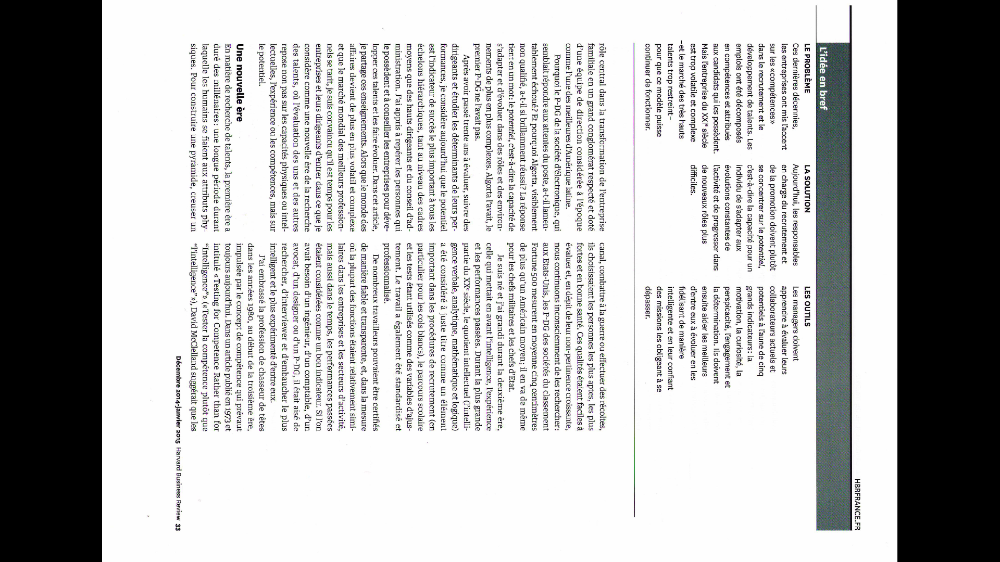 HBRFRANCE.FR
L'idée en bref
LE PROBLÈME
Ces dernières décennies,
les entreprises ont mis l'accent
sur les «compétences»
dans le recrutement et le
développement de talents. Les
emplois ont été décomposés
en compétences et attribués
aux candidats qui les possèdent.
Mais l'entreprise du XXIe siècle
est trop volatile et complexe
–et le marché des très hauts
talents trop restreint–
pour que ce modèle puisse
continuer de fonctionner.
LA SOLUTION
Aujourd'hui, les responsables
en charge du recrutement et
de la promotion doivent plutôt
se concentrer sur le potentiel,
c'est-à-dire la capacité pour un
individu de s'adapter aux
évolutions constantes de
l'activité et de progresser dans
de nouveaux rôles plus
difficiles.
LES OUTILS
Les managers doivent
apprendre à évaluer leurs
collaborateurs actuels et
potentiels à l'aune de cinq
grands indicateurs: la
motivation, la curiosité, la
perspicacité, l'engagement et
la détermination. Ils doivent
ensuite aider les meilleurs
d'entre eux à évoluer en les
fidélisant de manière
intelligente et en leur confiant
des missions les obligeant à se
dépasser.
rôle central dans la transformation de l'entreprise
familiale en un grand conglomérat respecté et doté
d'une équipe de direction considérée à l'époque
comme l'une des meilleures d'Amérique latine.
Pourquoi le P-DG de la société d'électronique, qui
semblait répondre aux attentes du poste, a-t-il lamen-
tablement échoué? Et pourquoi Algorta, visiblement
non qualifié, a-t-il si brillamment réussi? La réponse
tient en un mot: le potentiel, c'est-à-dire la capacité de
s'adapter et d'évoluer dans des rôles et des environ-
nements de plus en plus complexes. Algorta l'avait, le
premier P-DG ne l'avait pas.
Après avoir passé trente ans à évaluer, suivre des
dirigeants et étudier les déterminants de leurs per-
formances, je considère aujourd'hui que le potentiel
est l'indicateur de succès le plus important à tous les
échelons hiérarchiques, tant au niveau des cadres
moyens que des hauts dirigeants et du conseil d'ad-
ministration. J'ai appris à repérer les personnes qui
le possèdent et à conseiller les entreprises pour déve-
lopper ces talents et les faire évoluer. Dans cet article,
je partage ces enseignements. Alors que le monde des
affaires devient de plus en plus volatil et complexe
et que le marché mondial des meilleurs profession-
nels se tarit, je suis convaincu qu'il est temps pour les
entreprises et leurs dirigeants d'entrer dans ce que je
considère comme une nouvelle ère de la recherche
des talents, où l'évaluation des uns et des autres
repose non pas sur les capacités physiques ou intel-
lectuelles, l'expérience ou les compétences, mais sur
le potentiel.
Une nouvelle ère
En matière de recherche de talents, la première ère a
duré des millénaires : une longue période durant
laquelle les humains se fiaient aux attributs phy-
siques. Pour construire une pyramide, creuser un
canal, combattre à la guerre ou effectuer des récoltes,
ils choisissaient les personnes les plus aptes, les plus
fortes et en bonne santé. Ces qualités étaient faciles à
évaluer et, en dépit de leur non-pertinence croissante,
nous continuons inconsciemment de les rechercher :
aux Etats-Unis, les P-DG des sociétés du classement
Fortune 500 mesurent en moyenne cinq centimètres
de plus qu'un Américain moyen ; il en va de même
pour les chefs militaires et les chefs d'Etat.
Je suis né et j'ai grandi durant la deuxième ère,
celle qui mettait en avant l'intelligence, l'expérience
et les performances passées. Durant la plus grande
partie du XXe siècle, le quotient intellectuel (l'intelli-
gence verbale, analytique, mathématique et logique)
a été considéré à juste titre comme un élément
important dans les procédures de recrutement (en
particulier pour les cols blancs), le parcours scolaire
et les tests étant utilisés comme des variables d'ajus-
tement. Le travail a également été standardisé et
professionnalisé.
De nombreux travailleurs pouvaient être certifiés
de manière fiable et transparente, et, dans la mesure
où la plupart des fonctions étaient relativement simi-
laires dans les entreprises et les secteurs d'activité,
mais aussi dans le temps, les performances passées
étaient considérées comme un bon indicateur. Si l'on
avait besoin d'un ingénieur, d'un comptable, d'un
avocat, d'un designer ou d'un P-DG, il était aisé de
rechercher, d'interviewer et d'embaucher le plus
intelligent et le plus expérimenté d'entre eux.
J'ai embrassé la profession de chasseur de têtes
dans les années 1980, au début de la troisième ère,
impulsée par le concept de compétence qui prévaut
toujours aujourd'hui. Dans un article publié en 1973 et
intitulé « Testing for Competence Rather than for
"Intelligence"» (« Tester la compétence plutôt que
"l'intelligence"»), David McClelland suggérait que les
Décembre 2014-janvier 2015 Harvard Business Review 33